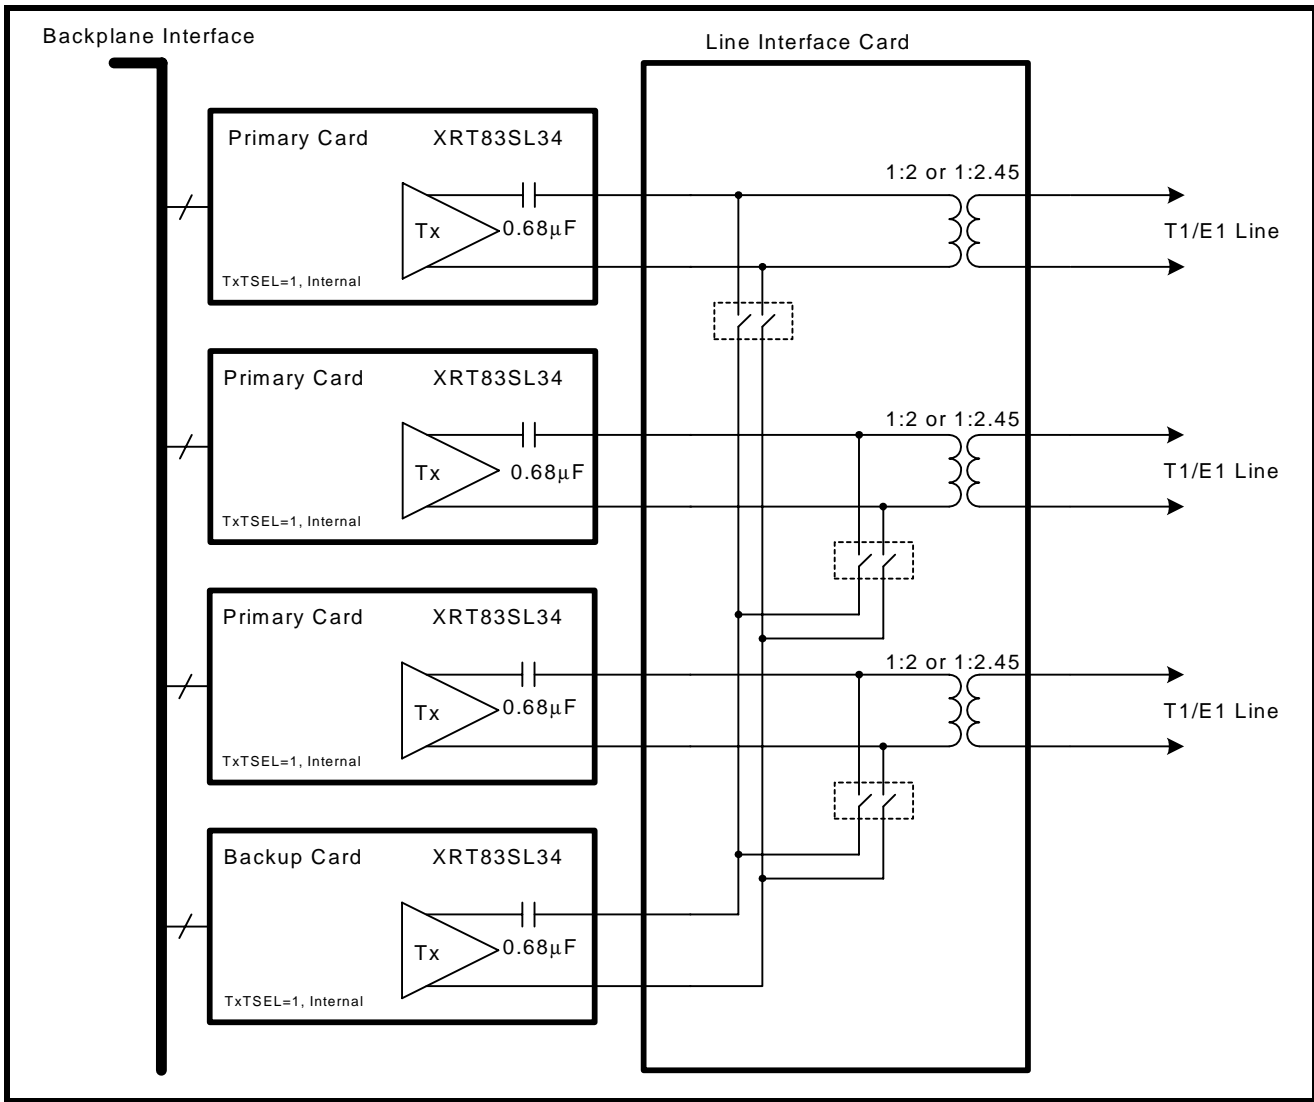 Backplane Interface
Line Interface Card
Primary Card XRT83SL34
1:2 or 1:2.45
Tx
0.68μF
T1/E1 Line
TxTSEL=1, Internal
Primary Card XRT83SL34
1:2 or 1:2.45
Tx
0.68μF
T1/E1 Line
TxTSEL=1, Internal
Primary Card XRT83SL34
1:2 or 1:2.45
Tx
0.68μF
T1/E1 Line
TxTSEL=1, Internal
Backup Card XRT83SL34
Tx
0.68μF
TxTSEL=1, Internal